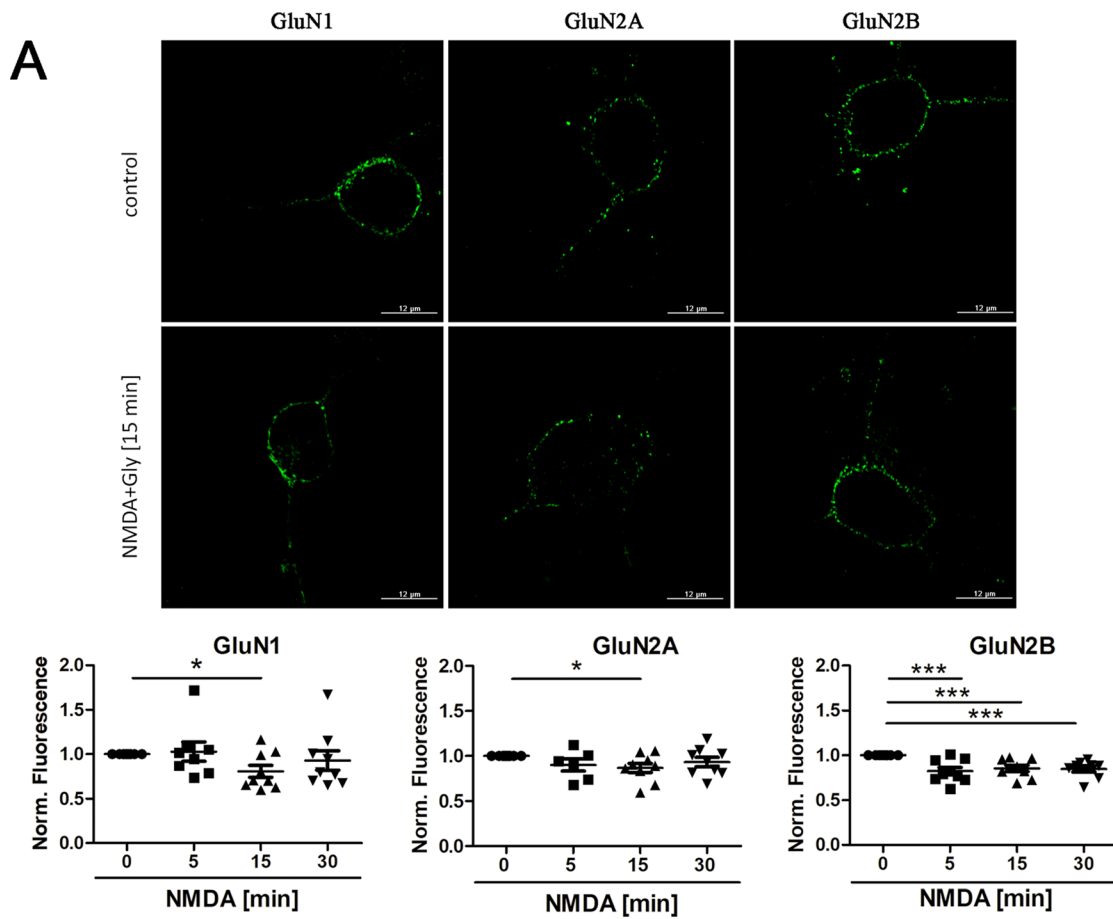 A
GluN1 GluN2A GluN2B
control
12 µm 12 µm 12 µm
NMDA+Gly [15 min]
12 µm 12 µm 12 µm
GluN1
Norm. Fluorescence
2.0
1.5
1.0
0.5
0.0
*
0 5 15 30
NMDA [min]
GluN2A
Norm. Fluorescence
2.0
1.5
1.0
0.5
0.0
*
0 5 15 30
NMDA [min]
GluN2B
Norm. Fluorescence
2.0
1.5
1.0
0.5
0.0
***
***
***
0 5 15 30
NMDA [min]